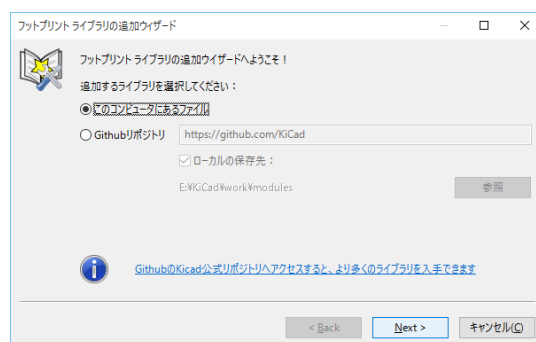 フットプリント ライブラリの追加ウィザード
フットプリント ライブラリの追加ウイザードへようこそ！
追加するライブラリを選択してください：
このコンピュータにあるファイル
Githubリポジトリ https://github.com/KiCad
ローカルの保存先：
E:¥KiCad¥work¥modules 参照
GithubのKicad公式リポジトリへアクセスすると、より多くのライブラリを入手できます
< Back Next > キャンセル(C)